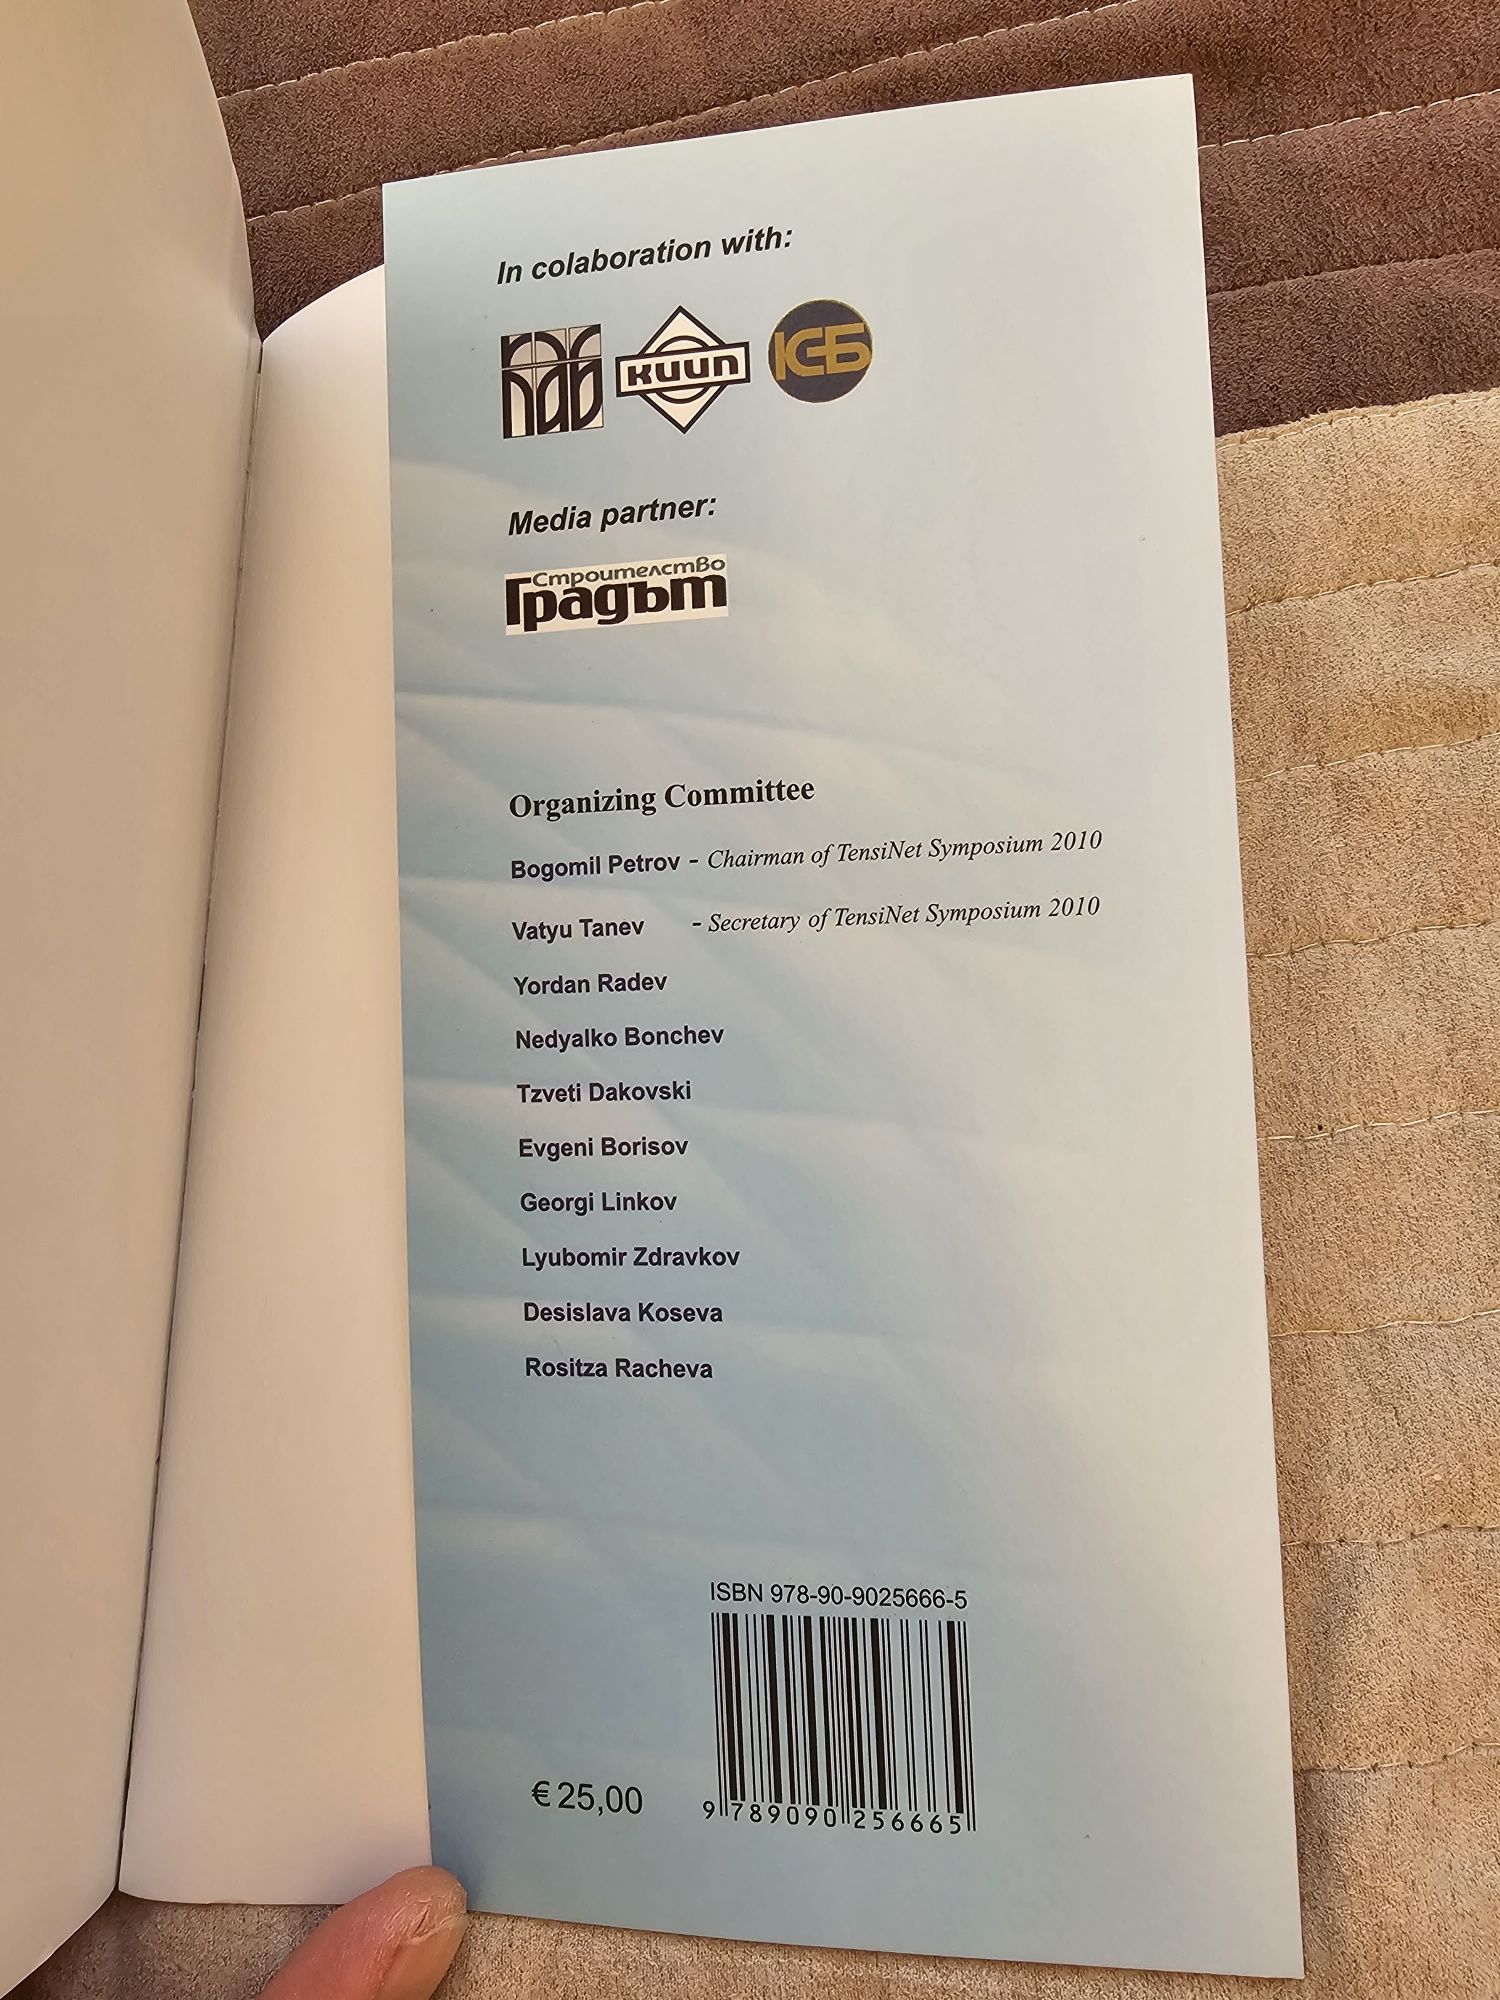 In colaboration with:
КАБ
КИИП
КСБ
Media partner:
Строителство
Градът
Organizing Committee
Bogomil Petrov - Chairman of TensiNet Symposium 2010
Vatyu Tanev - Secretary of TensiNet Symposium 2010
Yordan Radev
Nedyalko Bonchev
Tzveti Dakovski
Evgeni Borisov
Georgi Linkov
Lyubomir Zdravkov
Desislava Koseva
Rositza Racheva
ISBN 978-90-9025666-5
€ 25,00
9 789090 256665